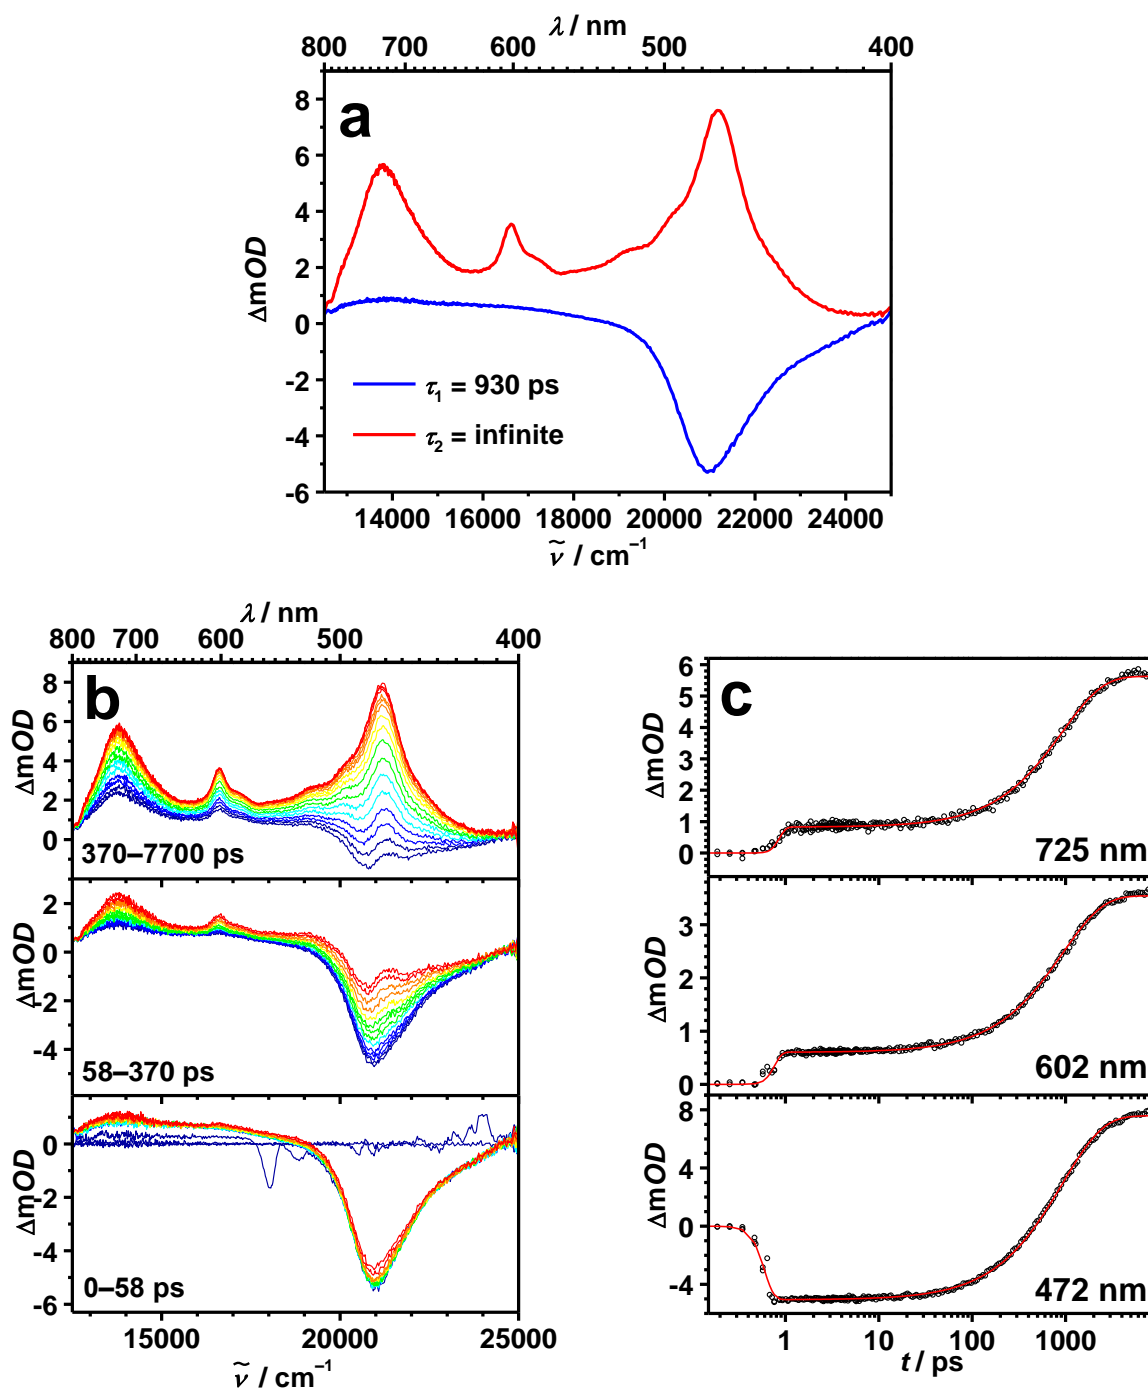 λ / nm
800 700 600 500 400
a
8
6
4
2
0
-2
-4
-6
ΔmOD
τ1 = 930 ps
τ2 = infinite
14000 16000 18000 20000 22000 24000
ν̃ / cm−1
λ / nm
800 700 600 500 400
b
8
6
4
2
0
ΔmOD
370–7700 ps
2
0
-2
-4
ΔmOD
58–370 ps
0
-2
-4
-6
ΔmOD
0–58 ps
15000 20000 25000
ν̃ / cm−1
c
6
5
4
3
2
1
0
ΔmOD
725 nm
3
2
1
0
ΔmOD
602 nm
8
4
0
-4
ΔmOD
472 nm
1 10 100 1000
t / ps